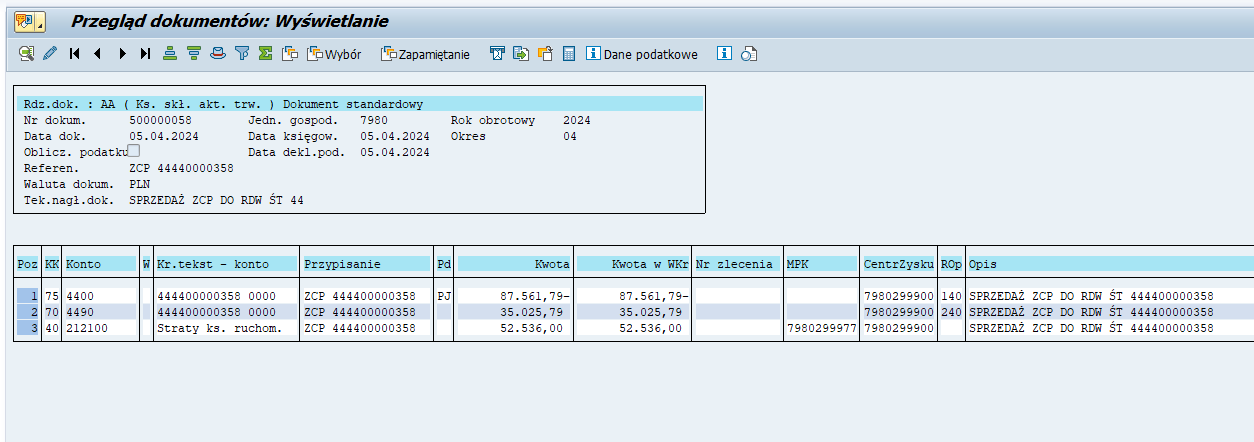 Przegląd dokumentów: Wyświetlanie
Wybór Zapamiętanie Dane podatkowe
Rdz.dok. : AA ( Ks. skł. akt. trw. ) Dokument standardowy
Nr dokum. 500000058 Jedn. gospod. 7980 Rok obrotowy 2024
Data dok. 05.04.2024 Data księgow. 05.04.2024 Okres 04
Oblicz. podatku Data dekl.pod. 05.04.2024
Referen. ZCP 44440000358
Waluta dokum. PLN
Tek.nagł.dok. SPRZEDAŻ ZCP DO RDW ŚT 44
Poz KK Konto W Kr.tekst - konto Przypisanie Pd Kwota Kwota w WKr Nr zlecenia MPK CentrZysku ROp Opis
1 75 4400 444400000358 0000 ZCP 444400000358 PJ 87.561,79- 87.561,79- 7980299900 140 SPRZEDAŻ ZCP DO RDW ŚT 444400000358
2 70 4490 444400000358 0000 ZCP 444400000358 35.025,79 35.025,79 7980299900 240 SPRZEDAŻ ZCP DO RDW ŚT 444400000358
3 40 212100 Straty ks. ruchom. ZCP 444400000358 52.536,00 52.536,00 7980299977 7980299900 SPRZEDAŻ ZCP DO RDW ŚT 444400000358